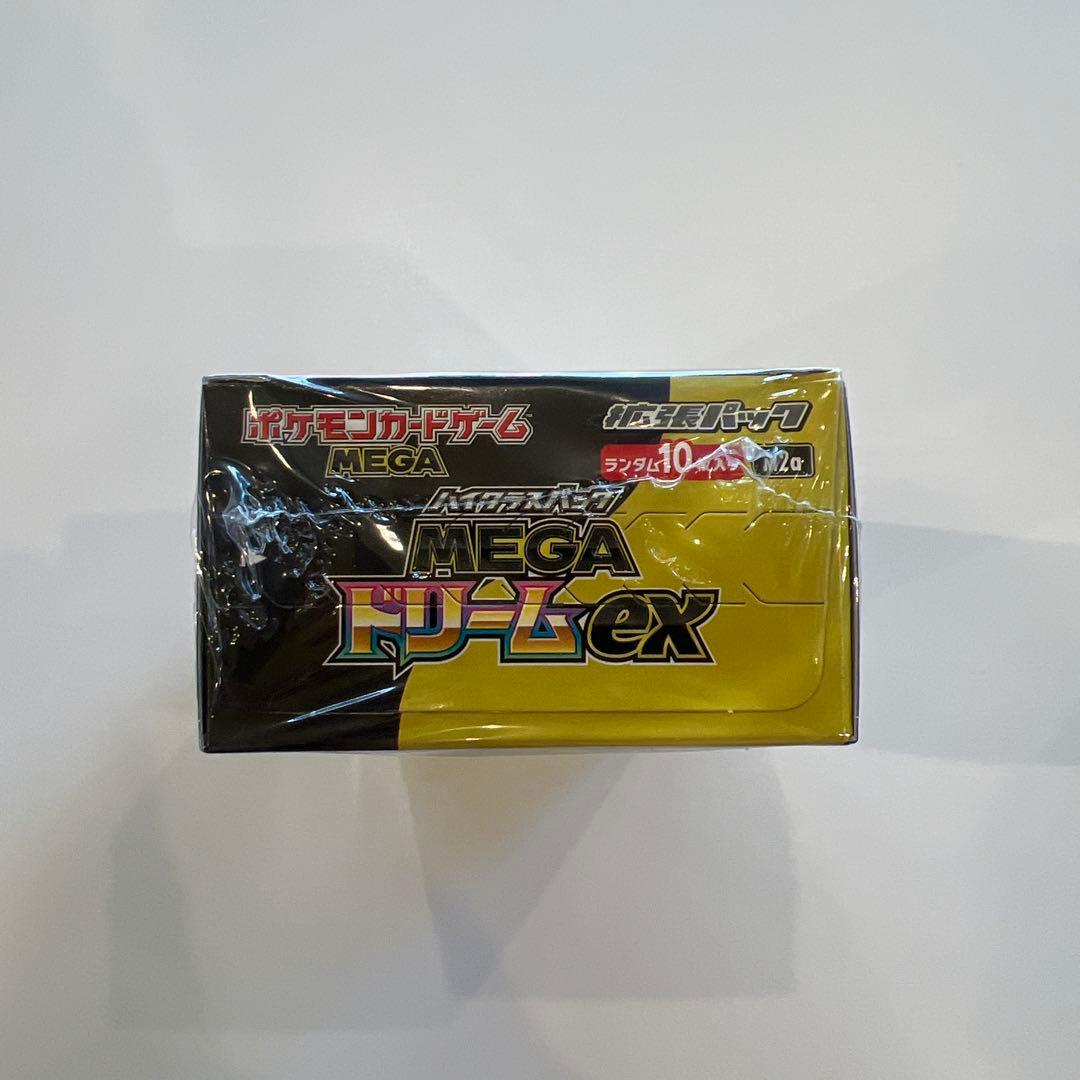 ポケモンカードゲーム
MEGA
拡張パック
ランダム10枚入り
M2a
ハイクラスパック
MEGA
ドリームex